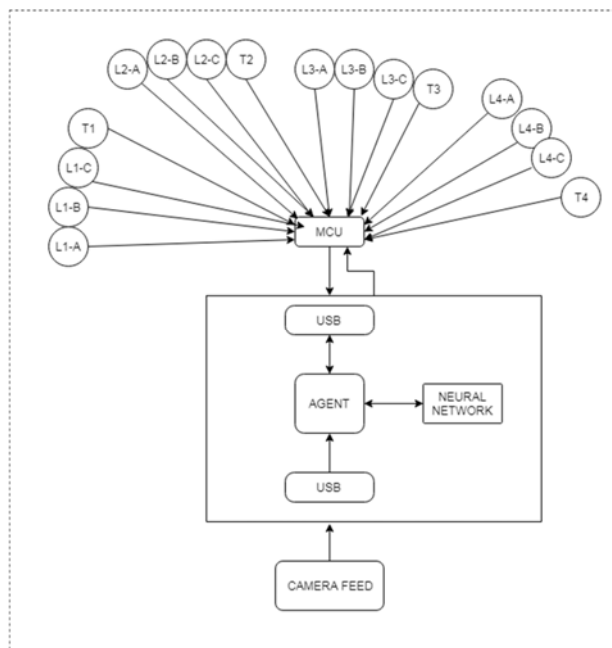 L2-A
L2-B
L2-C
T2
L3-A
L3-B
L3-C
T3
L4-A
L4-B
L4-C
T4
T1
L1-C
L1-B
L1-A
MCU
USB
AGENT
NEURAL
NETWORK
USB
CAMERA FEED